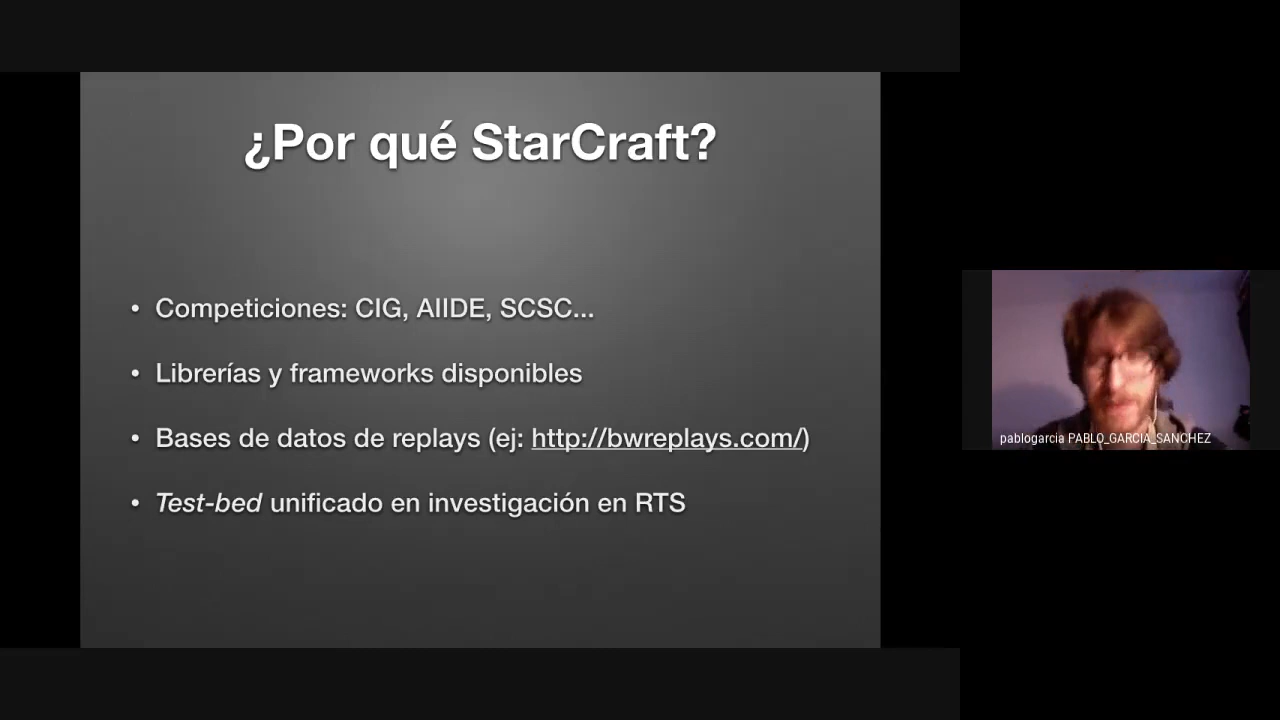 ¿Por qué StarCraft?
• Competiciones: CIG, AIIDE, SCSC...
• Librerías y frameworks disponibles
• Bases de datos de replays (ej: http://bwreplays.com/)
• Test-bed unificado en investigación en RTS
pablogarcia PABLO_GARCIA_SANCHEZ